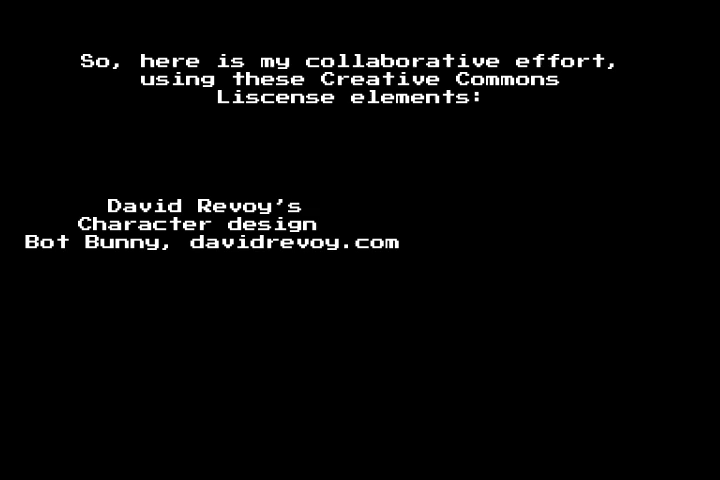 So, here is my collaborative effort,
using these Creative Commons
Liscense elements:
David Revoy's
Character design
Bot Bunny, davidrevoy.com